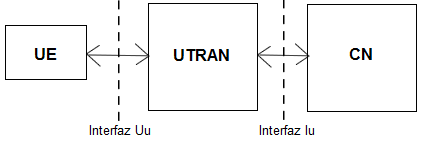 UE
UTRAN
CN
Interfaz Uu
Interfaz Iu